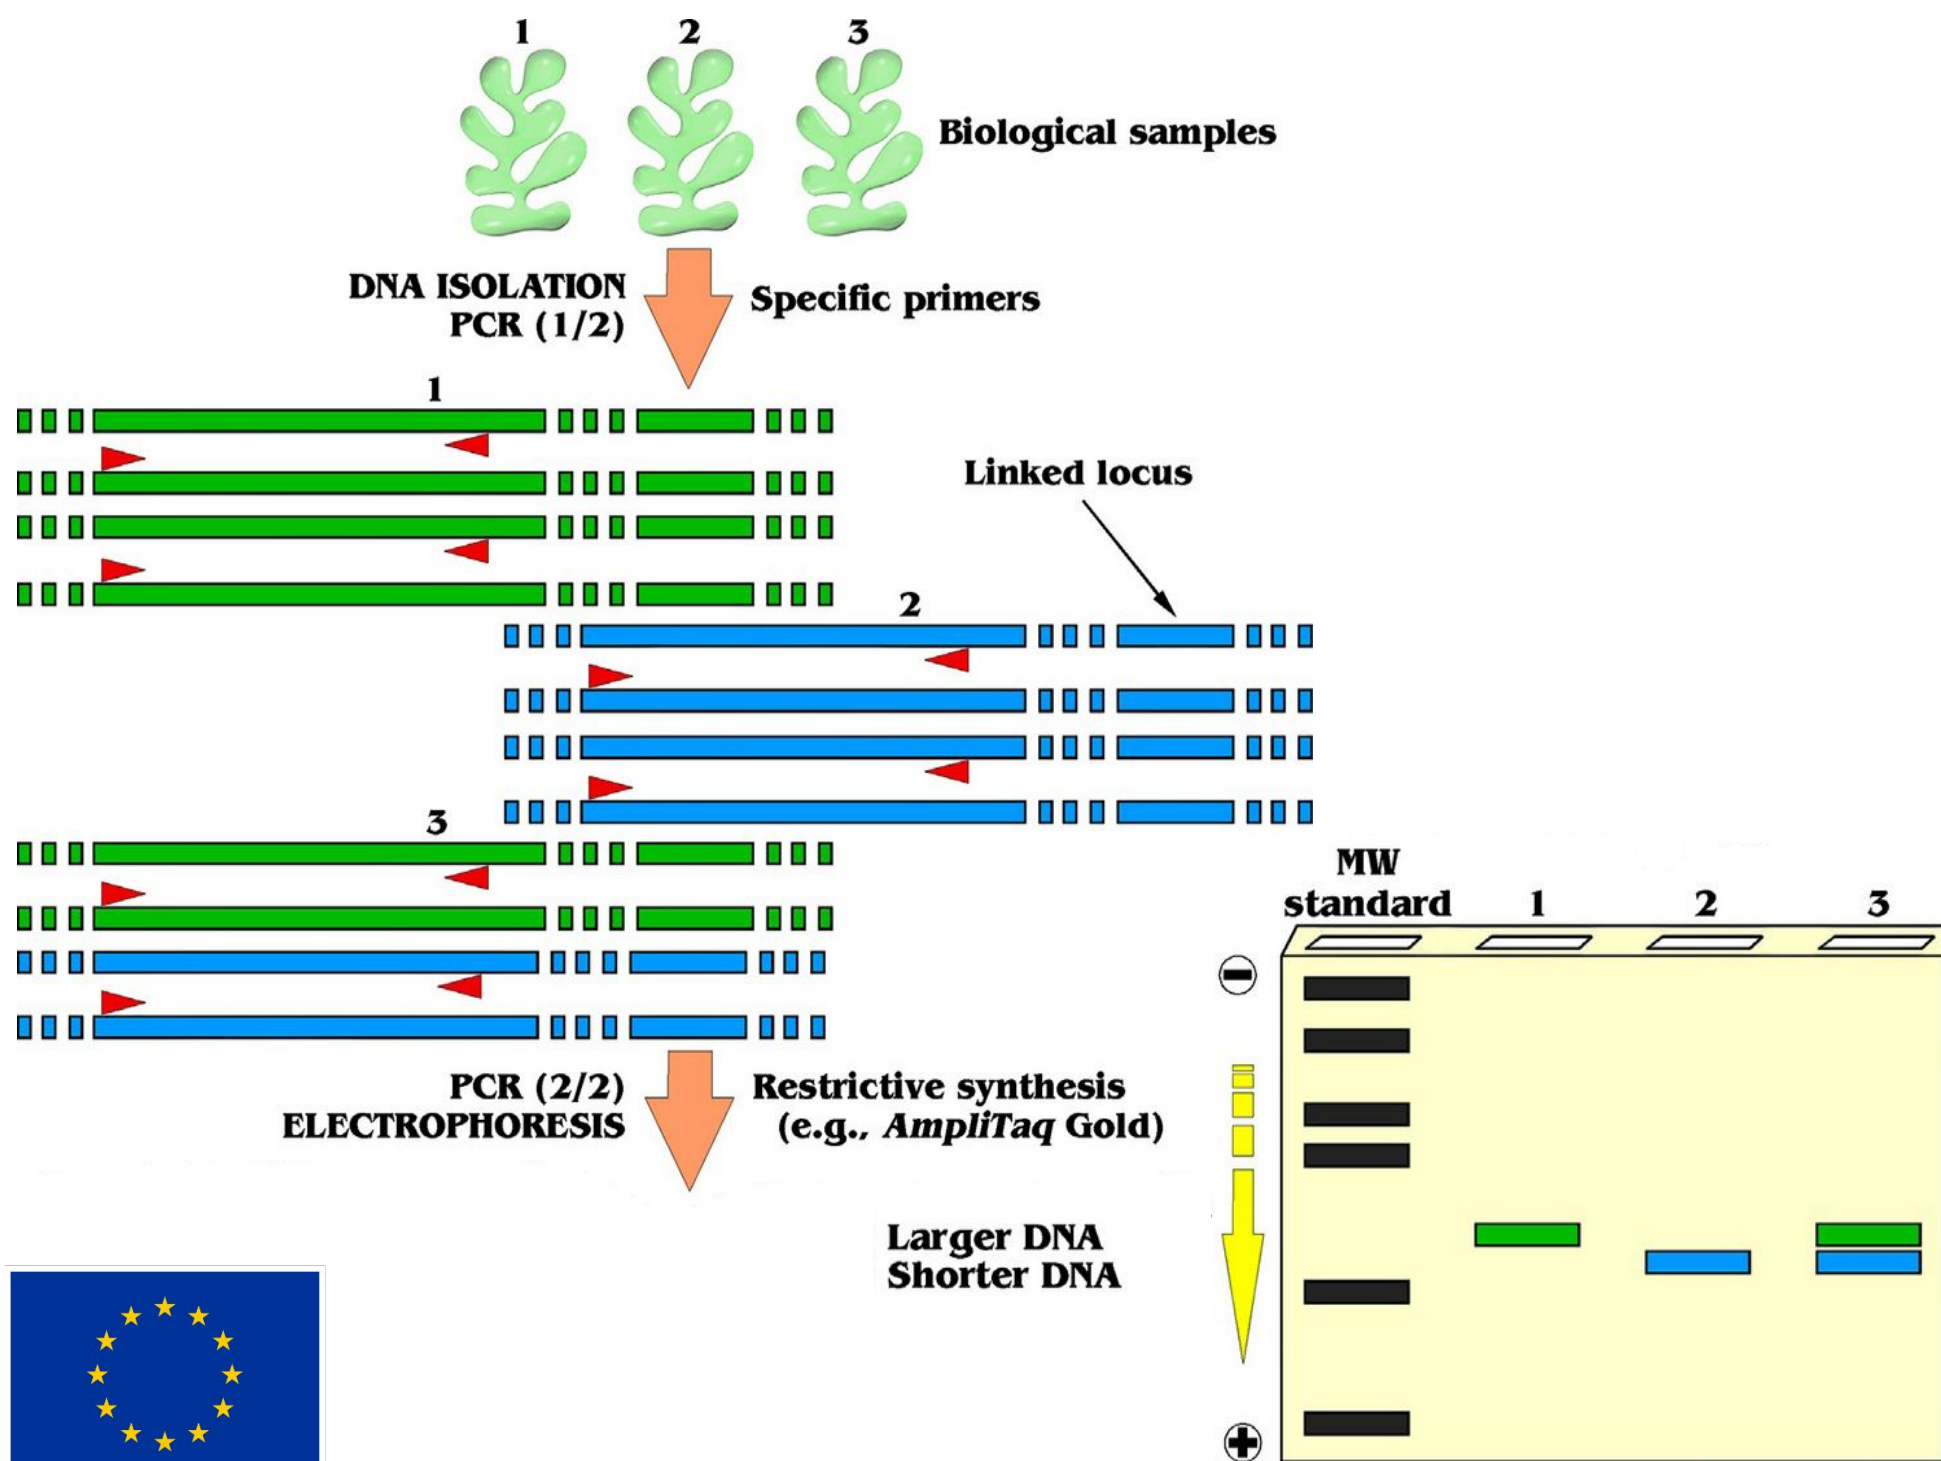 1 2 3
Biological samples
DNA ISOLATION
PCR (1/2)
Specific primers
1
Linked locus
2
3
MW
standard 1 2 3
PCR (2/2)
ELECTROPHORESIS
Restrictive synthesis
(e.g., AmpliTaq Gold)
Larger DNA
Shorter DNA